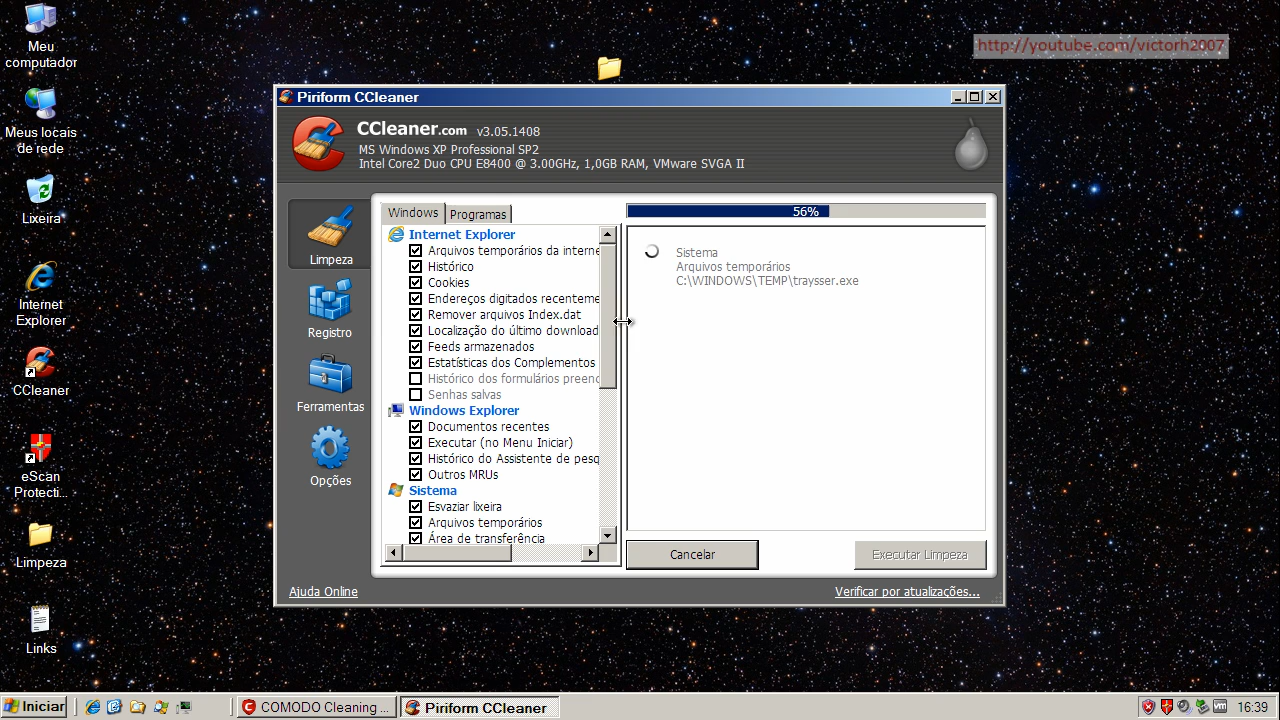 Meu computador
Meus locais de rede
Lixeira
Internet Explorer
CCleaner
eScan Protecti...
Limpeza
Links
http://youtube.com/victorh2007
Piriform CCleaner
CCleaner.com v3.05.1408
MS Windows XP Professional SP2
Intel Core2 Duo CPU E8400 @ 3.00GHz, 1,0GB RAM, VMware SVGA II
Limpeza
Registro
Ferramentas
Opções
Windows
Programas
Internet Explorer
Arquivos temporários da interne
Histórico
Cookies
Endereços digitados recenteme
Remover arquivos Index.dat
Localização do último download
Feeds armazenados
Estatísticas dos Complementos
Histórico dos formulários preenc
Senhas salvas
Windows Explorer
Documentos recentes
Executar (no Menu Iniciar)
Histórico do Assistente de pesq
Outros MRUs
Sistema
Esvaziar lixeira
Arquivos temporários
Área de transferência
56%
Sistema
Arquivos temporários
C:\WINDOWS\TEMP\traysser.exe
Cancelar
Executar Limpeza
Ajuda Online
Verificar por atualizações...
Iniciar
COMODO Cleaning ...
Piriform CCleaner
vm
16:39